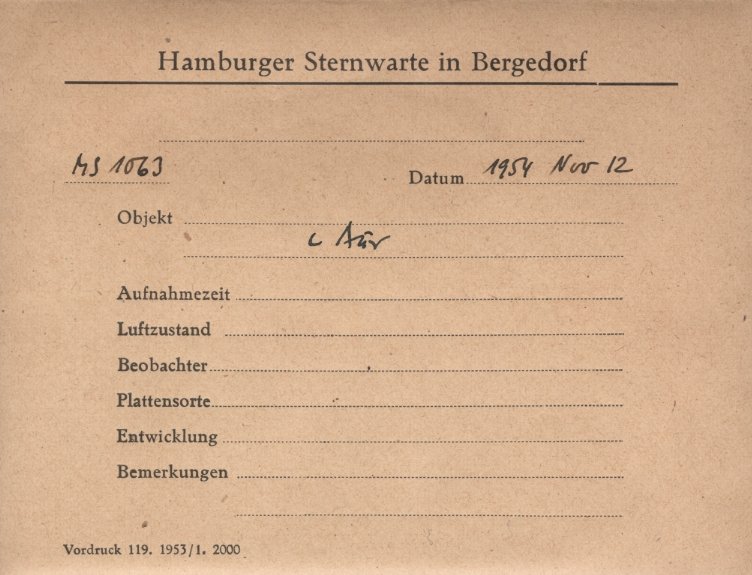 Hamburger Sternwarte in Bergedorf
MS 1063
Datum 1954 Nov 12
Objekt
Aur
Aufnahmezeit
Luftzustand
Beobachter
Plattensorte
Entwicklung
Bemerkungen
Vordruck 119. 1953/1. 2000